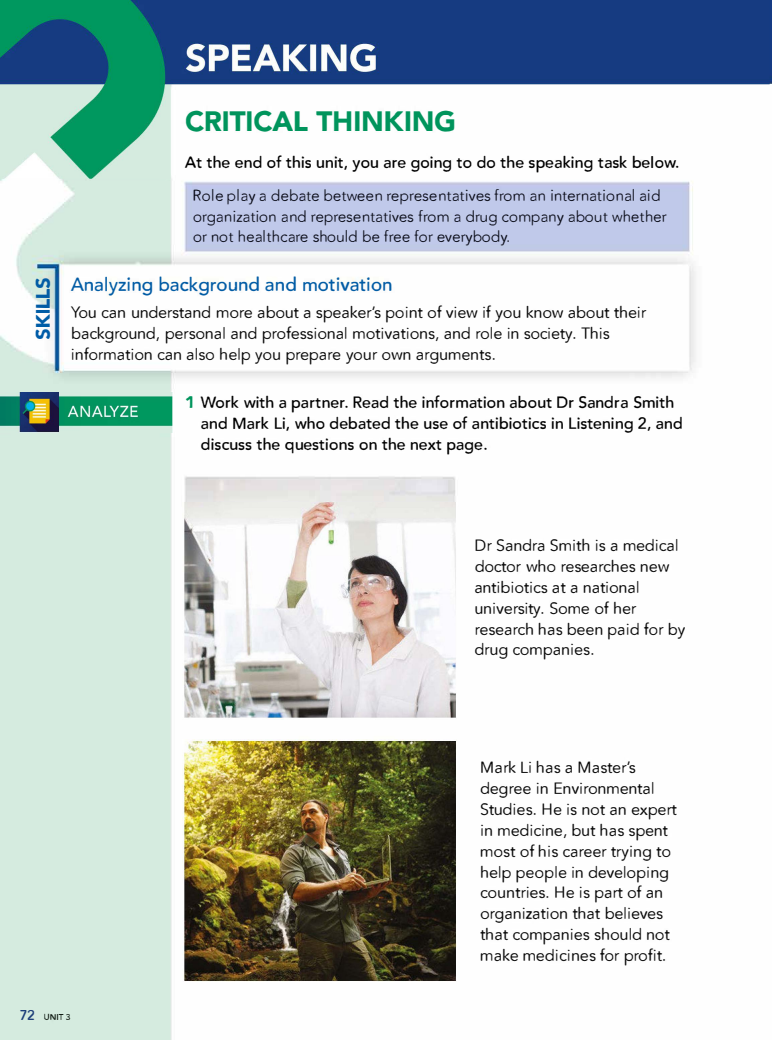 SPEAKING
CRITICAL THINKING
At the end of this unit, you are going to do the speaking task below.
Role play a debate between representatives from an international aid
organization and representatives from a drug company about whether
or not healthcare should be free for everybody.
SKILLS
Analyzing background and motivation
You can understand more about a speaker's point of view if you know about their
background, personal and professional motivations, and role in society. This
information can also help you prepare your own arguments.
ANALYZE
1 Work with a partner. Read the information about Dr Sandra Smith
and Mark Li, who debated the use of antibiotics in Listening 2, and
discuss the questions on the next page.
Dr Sandra Smith is a medical
doctor who researches new
antibiotics at a national
university. Some of her
research has been paid for by
drug companies.
Mark Li has a Master's
degree in Environmental
Studies. He is not an expert
in medicine, but has spent
most of his career trying to
help people in developing
countries. He is part of an
organization that believes
that companies should not
make medicines for profit.
72 UNIT 3